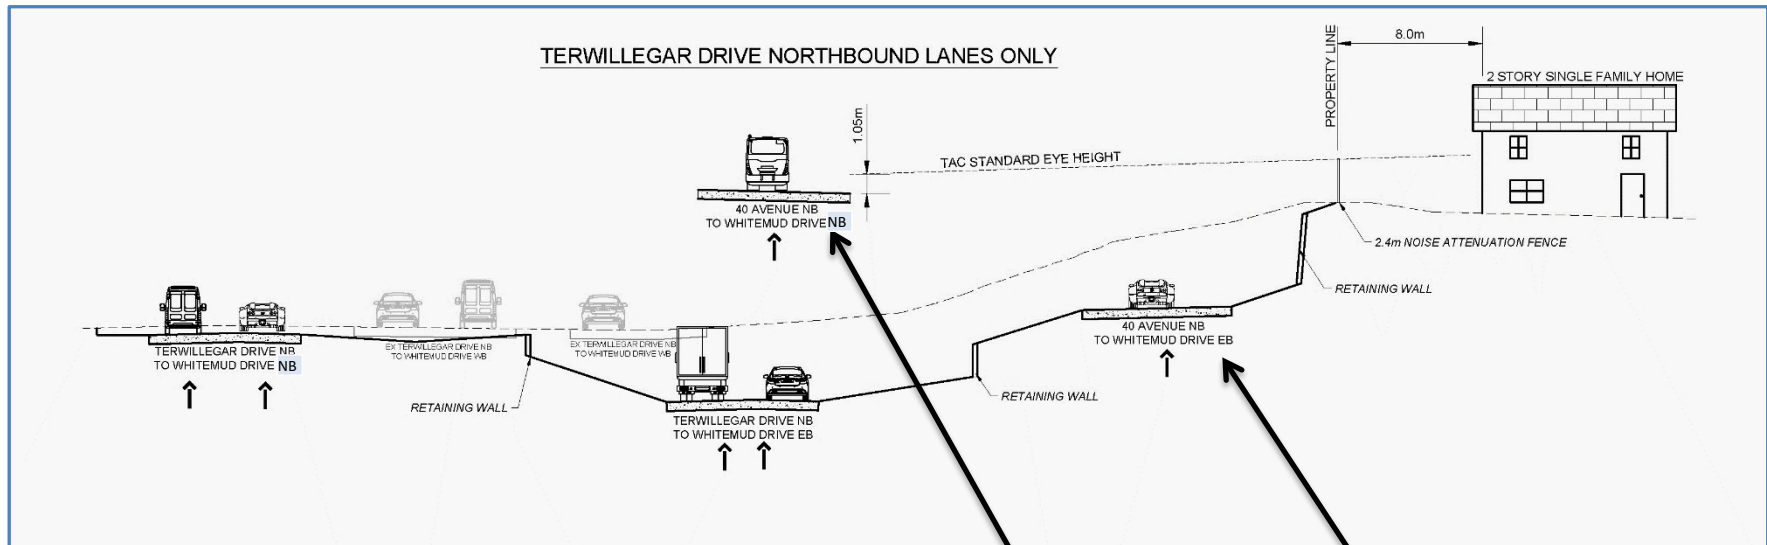 TERWILLEGAR DRIVE NORTHBOUND LANES ONLY
PROPERTY LINE
8.0m
2 STORY SINGLE FAMILY HOME
1.05m
TAC STANDARD EYE HEIGHT
40 AVENUE NB
TO WHITEMUD DRIVE NB
2.4m NOISE ATTENUATION FENCE
RETAINING WALL
40 AVENUE NB
TO WHITEMUD DRIVE EB
TERWILLEGAR DRIVE NB
TO WHITEMUD DRIVE NB
EX TERWILLEGAR DRIVE NB
TO WHITEMUD DRIVE WB
EX TERWILLEGAR DRIVE NB
TO WHITEMUD DRIVE WB
RETAINING WALL
RETAINING WALL
TERWILLEGAR DRIVE NB
TO WHITEMUD DRIVE EB